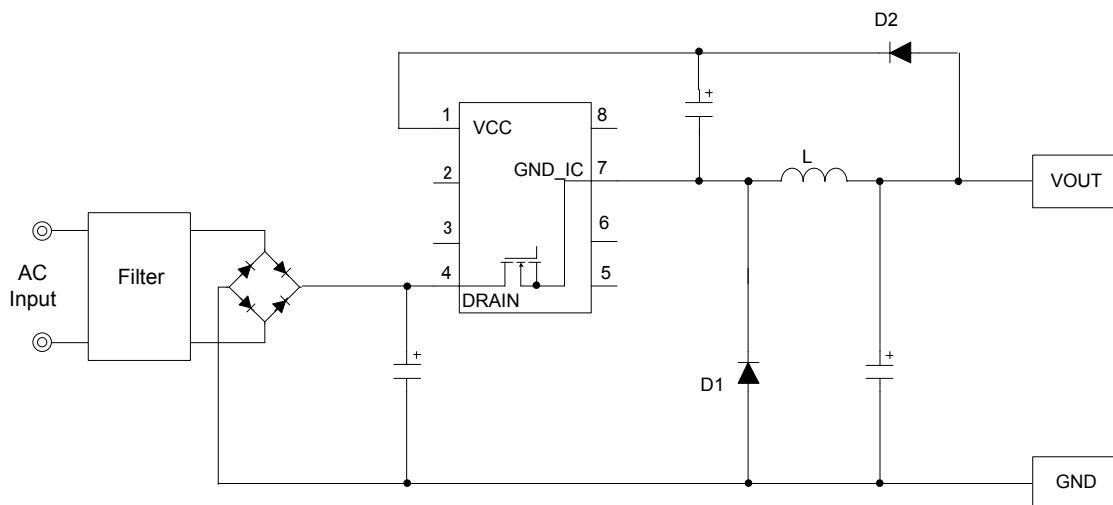 D2
1
VCC
8
+
2
GND_IC
7
L
VOUT
3
6
AC
Input
Filter
4
DRAIN
5
+
D1
+
GND